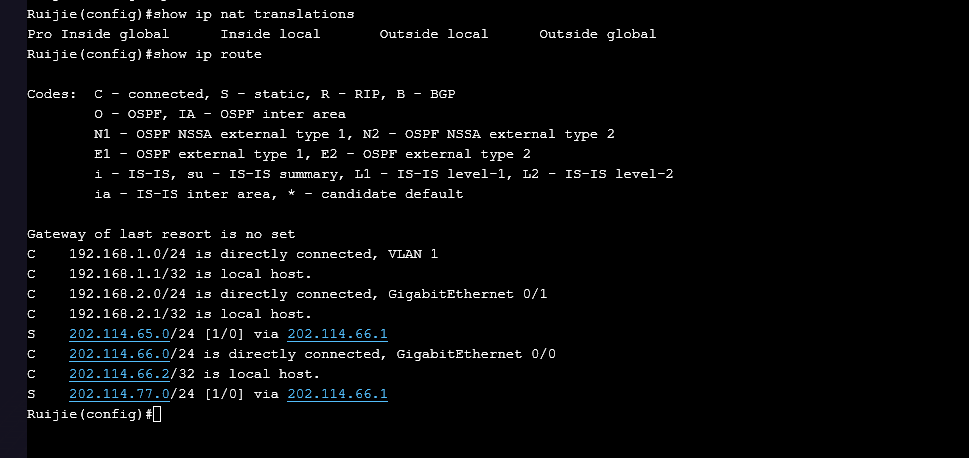 Ruijie(config)#show ip nat translations
Pro Inside global      Inside local       Outside local      Outside global
Ruijie(config)#show ip route
Codes:  C - connected, S - static, R - RIP, B - BGP
        O - OSPF, IA - OSPF inter area
        N1 - OSPF NSSA external type 1, N2 - OSPF NSSA external type 2
        E1 - OSPF external type 1, E2 - OSPF external type 2
        i - IS-IS, su - IS-IS summary, L1 - IS-IS level-1, L2 - IS-IS level-2
        ia - IS-IS inter area, * - candidate default
Gateway of last resort is no set
C    192.168.1.0/24 is directly connected, VLAN 1
C    192.168.1.1/32 is local host.
C    192.168.2.0/24 is directly connected, GigabitEthernet 0/1
C    192.168.2.1/32 is local host.
S    202.114.65.0/24 [1/0] via 202.114.66.1
C    202.114.66.0/24 is directly connected, GigabitEthernet 0/0
C    202.114.66.2/32 is local host.
S    202.114.77.0/24 [1/0] via 202.114.66.1
Ruijie(config)#